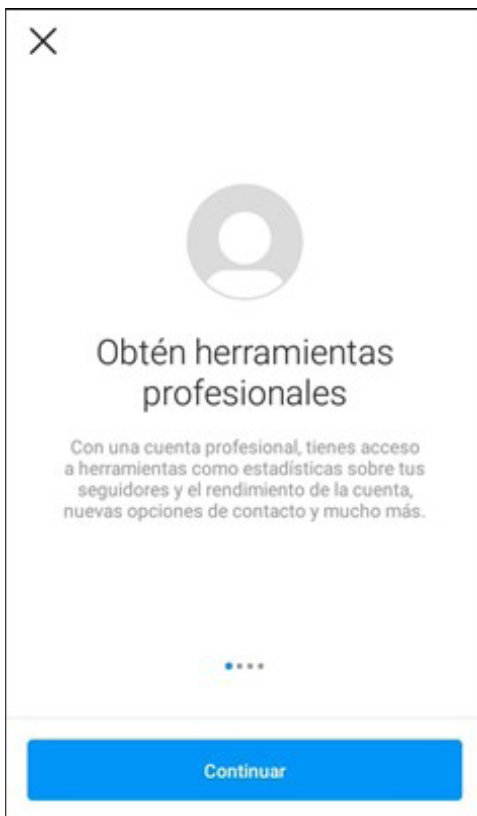 Obtén herramientas
profesionales
Con una cuenta profesional, tienes acceso
a herramientas como estadísticas sobre tus
seguidores y el rendimiento de la cuenta,
nuevas opciones de contacto y mucho más.
Continuar